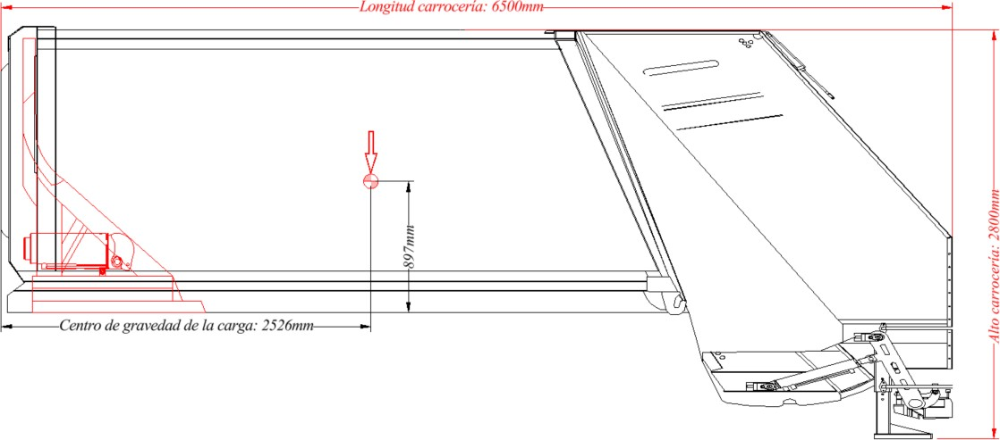 Longitud carrocería: 6500mm
897mm
Alto carrocería: 2800mm
Centro de gravedad de la carga: 2526mm